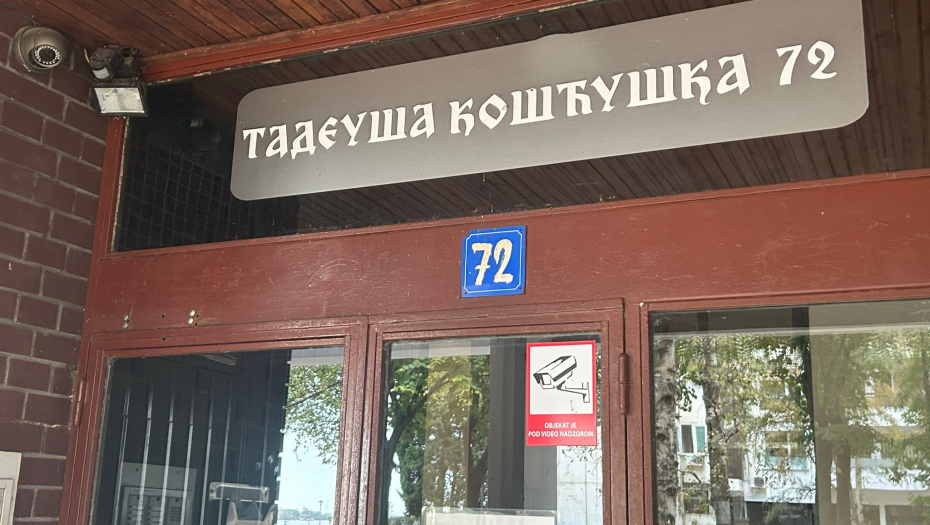 ТАДЕУША КОШЋУШКА 72
72
OBJEKAT JE
POD VIDEO NADZOROM